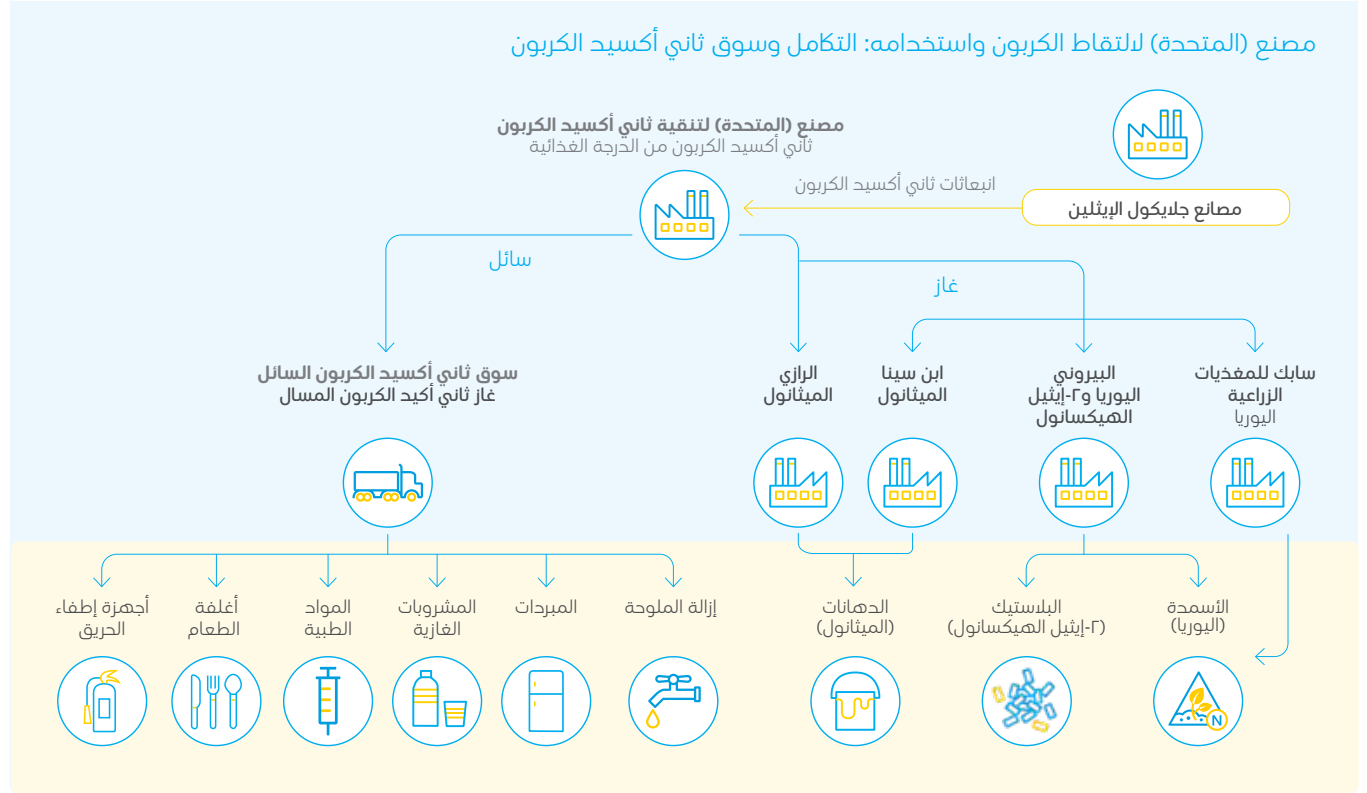 مصنع (المتحدة) لالتقاط الكربون واستخدامه: التكامل وسوق ثاني أكسيد الكربون
مصنع (المتحدة) لتنقية ثاني أكسيد الكربون
ثاني أكسيد الكربون من الدرجة الغذائية
انبعاثات ثاني أكسيد الكربون
مصانع جلايكول الإيثلين
سائل
غاز
سابك للمغذيات
الزراعية
اليوريا
البيروني
اليوريا و٢-إيثيل
الهيكسانول
ابن سينا
الميثانول
الرازي
الميثانول
سوق ثاني أكسيد الكربون السائل
غاز ثاني أكيد الكربون المسال
الأسمدة
(اليوريا)
البلاستيك
(٢-إيثيل الهيكسانول)
الدهانات
(الميثانول)
إزالة الملوحة
المبردات
المشروبات
الغازية
المواد
الطبية
أغلفة
الطعام
أجهزة إطفاء
الحريق
N